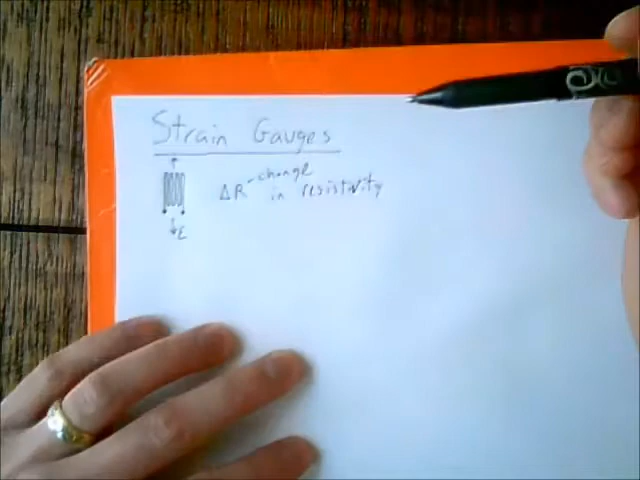 Strain Gauges
ΔR - change
in resistivity
ε